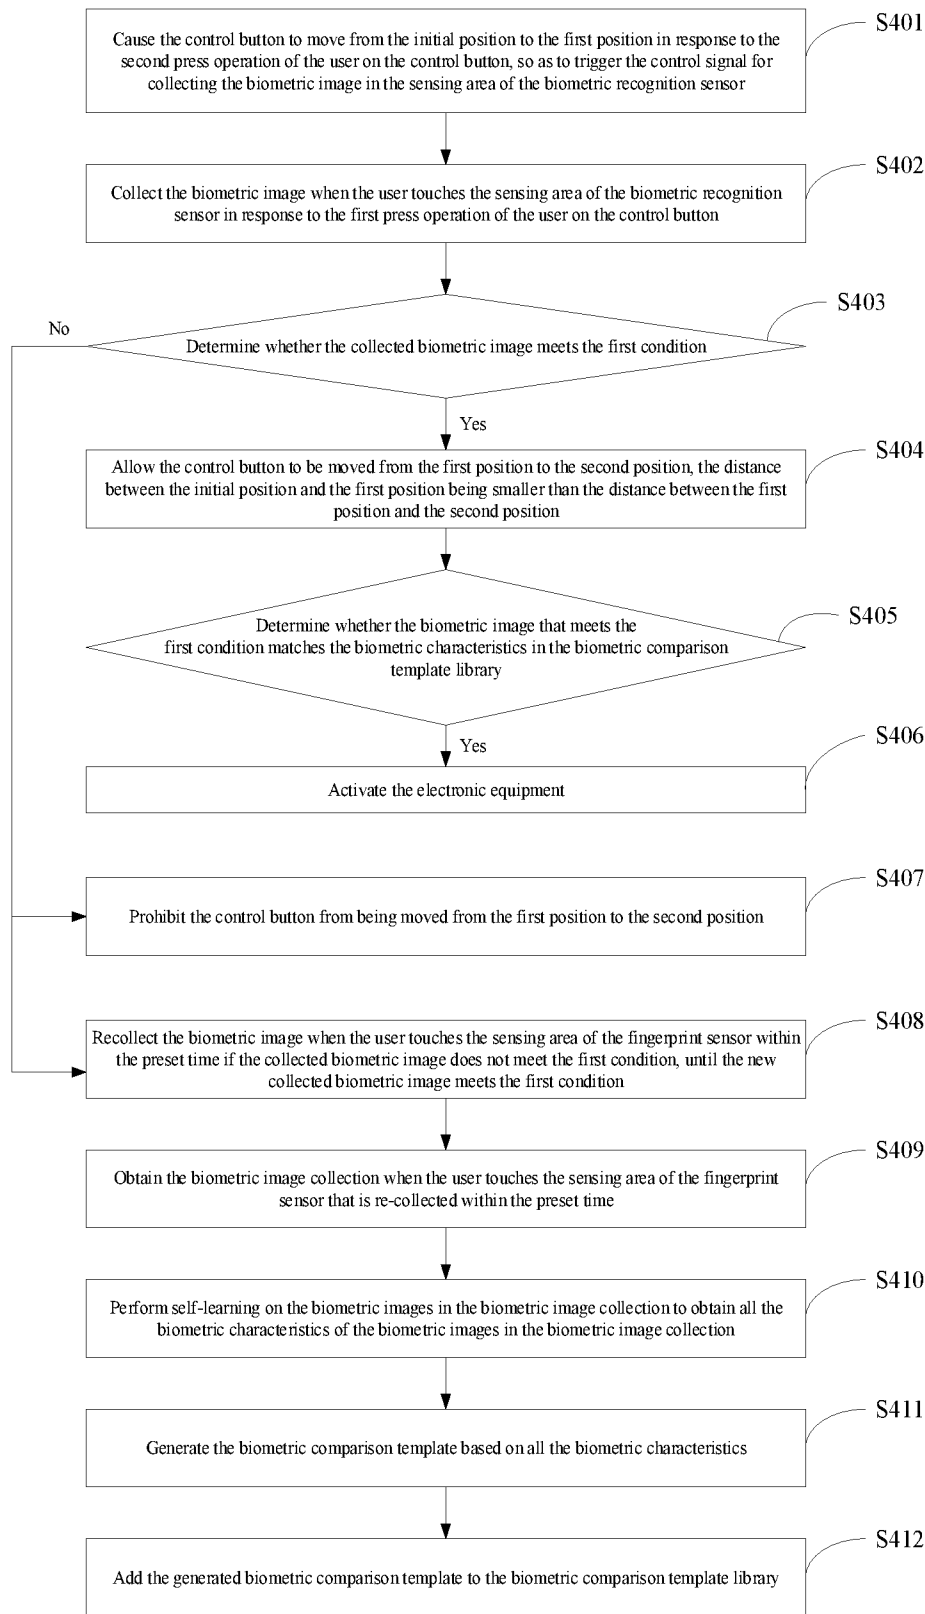 S401
Cause the control button to move from the initial position to the first position in response to the
second press operation of the user on the control button, so as to trigger the control signal for
collecting the biometric image in the sensing area of the biometric recognition sensor
S402
Collect the biometric image when the user touches the sensing area of the biometric recognition
sensor in response to the first press operation of the user on the control button
S403
No
Determine whether the collected biometric image meets the first condition
Yes
S404
Allow the control button to be moved from the first position to the second position, the distance
between the initial position and the first position being smaller than the distance between the first
position and the second position
S405
Determine whether the biometric image that meets the
first condition matches the biometric characteristics in the biometric comparison
template library
Yes
S406
Activate the electronic equipment
S407
Prohibit the control button from being moved from the first position to the second position
S408
Recollect the biometric image when the user touches the sensing area of the fingerprint sensor within
the preset time if the collected biometric image does not meet the first condition, until the new
collected biometric image meets the first condition
S409
Obtain the biometric image collection when the user touches the sensing area of the fingerprint
sensor that is re-collected within the preset time
S410
Perform self-learning on the biometric images in the biometric image collection to obtain all the
biometric characteristics of the biometric images in the biometric image collection
S411
Generate the biometric comparison template based on all the biometric characteristics
S412
Add the generated biometric comparison template to the biometric comparison template library